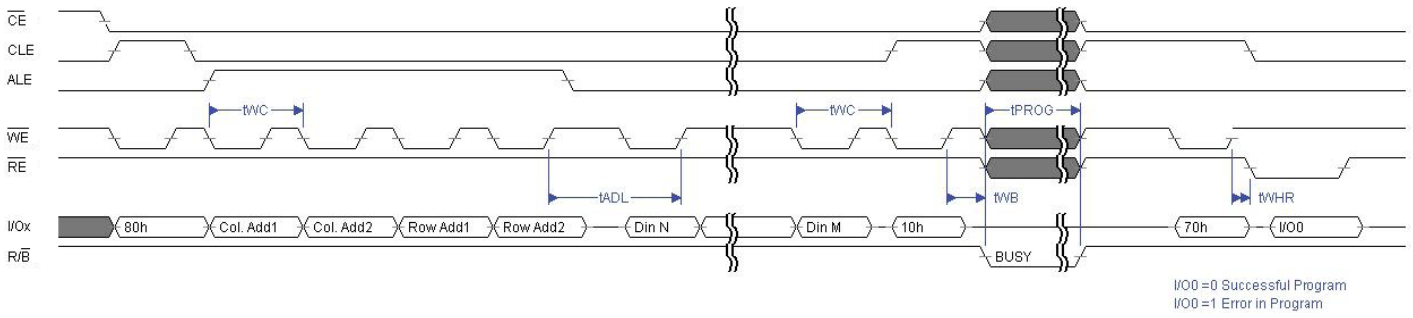 CE
CLE
ALE
tWC tWC tPROG
WE
RE
tADL tWB tWHR
I/Ox 80h Col. Add1 Col. Add2 Row Add1 Row Add2 Din N Din M 10h 70h I/O0
R/B BUSY
I/O0 =0 Successful Program
I/O0 =1 Error in Program